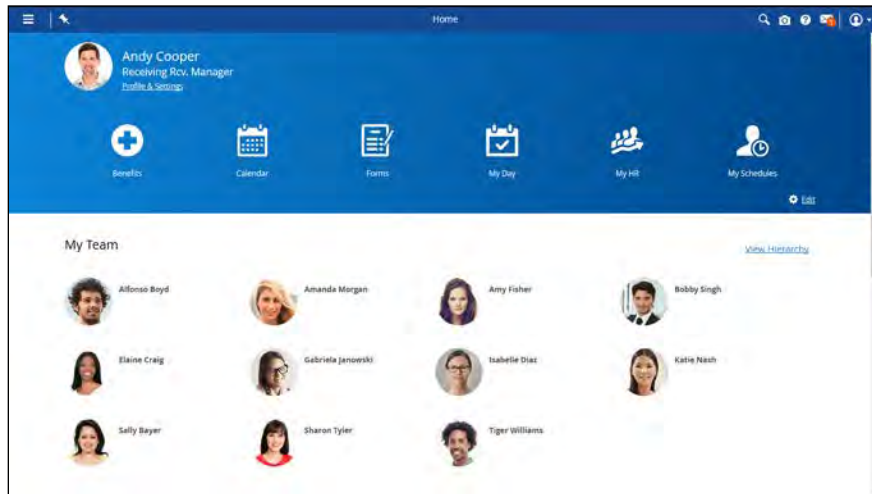 Home
Andy Cooper
Receiving Rcv. Manager
Profile & Settings
Benefits
Calendar
Forms
My Day
My HR
My Schedules
Edit
My Team
View Hierarchy
Alfonso Boyd
Amanda Morgan
Amy Fisher
Bobby Singh
Elaine Craig
Gabriela Janowski
Isabelle Diaz
Katie Nash
Sally Bayer
Sharon Tyler
Tiger Williams